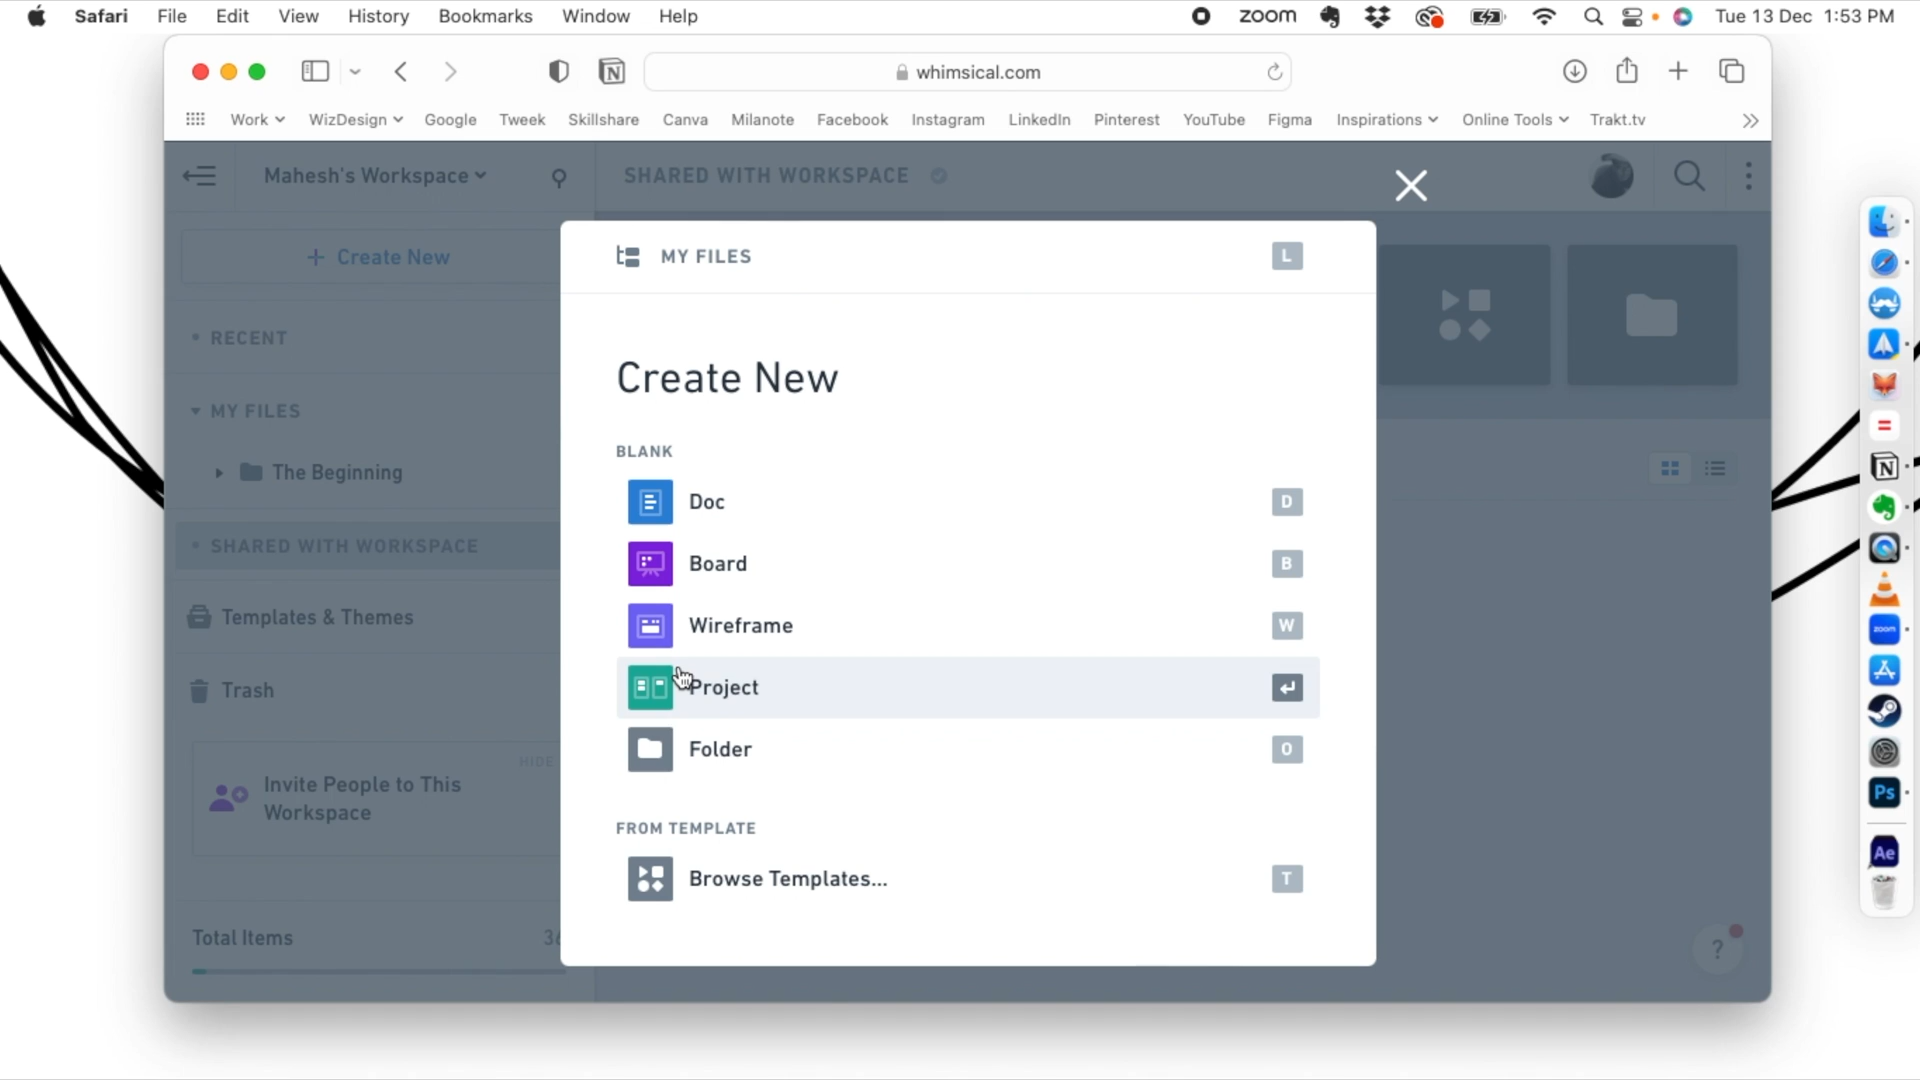 Safari File Edit View History Bookmarks Window Help zoom Tue 13 Dec 1:53 PM
whimsical.com
Work WizDesign Google Tweek Skillshare Canva Milanote Facebook Instagram LinkedIn Pinterest YouTube Figma Inspirations Online Tools Trakt.tv
Mahesh's Workspace SHARED WITH WORKSPACE
+ Create New
RECENT
MY FILES
The Beginning
SHARED WITH WORKSPACE
Templates & Themes
Trash
HIDE
Invite People to This
Workspace
Total Items
MY FILES L
Create New
BLANK
Doc D
Board B
Wireframe W
Project
Folder O
FROM TEMPLATE
Browse Templates... T
?
zoom
Ps
Ae